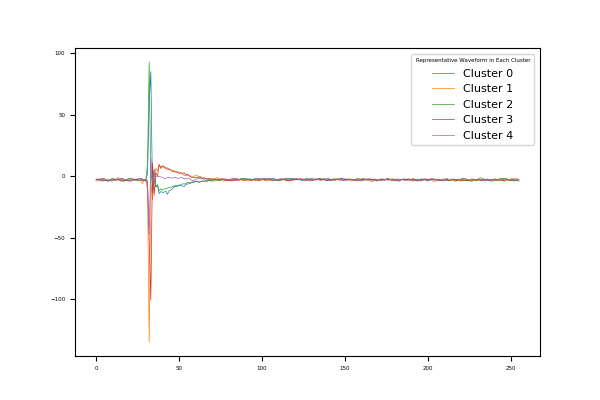 Representative Waveform in Each Cluster
Cluster 0
Cluster 1
Cluster 2
Cluster 3
Cluster 4
100
50
0
−50
−100
0 50 100 150 200 250